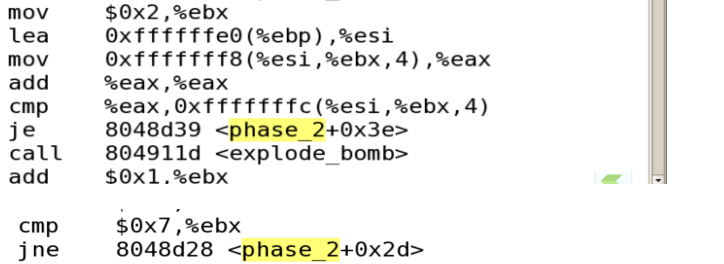 mov $0x2,%ebx
lea 0xffffffe0(%ebp),%esi
mov 0xfffffff8(%esi,%ebx,4),%eax
add %eax,%eax
cmp %eax,0xfffffffc(%esi,%ebx,4)
je 8048d39 <phase_2+0x3e>
call 804911d <explode_bomb>
add $0x1,%ebx
cmp $0x7,%ebx
jne 8048d28 <phase_2+0x2d>